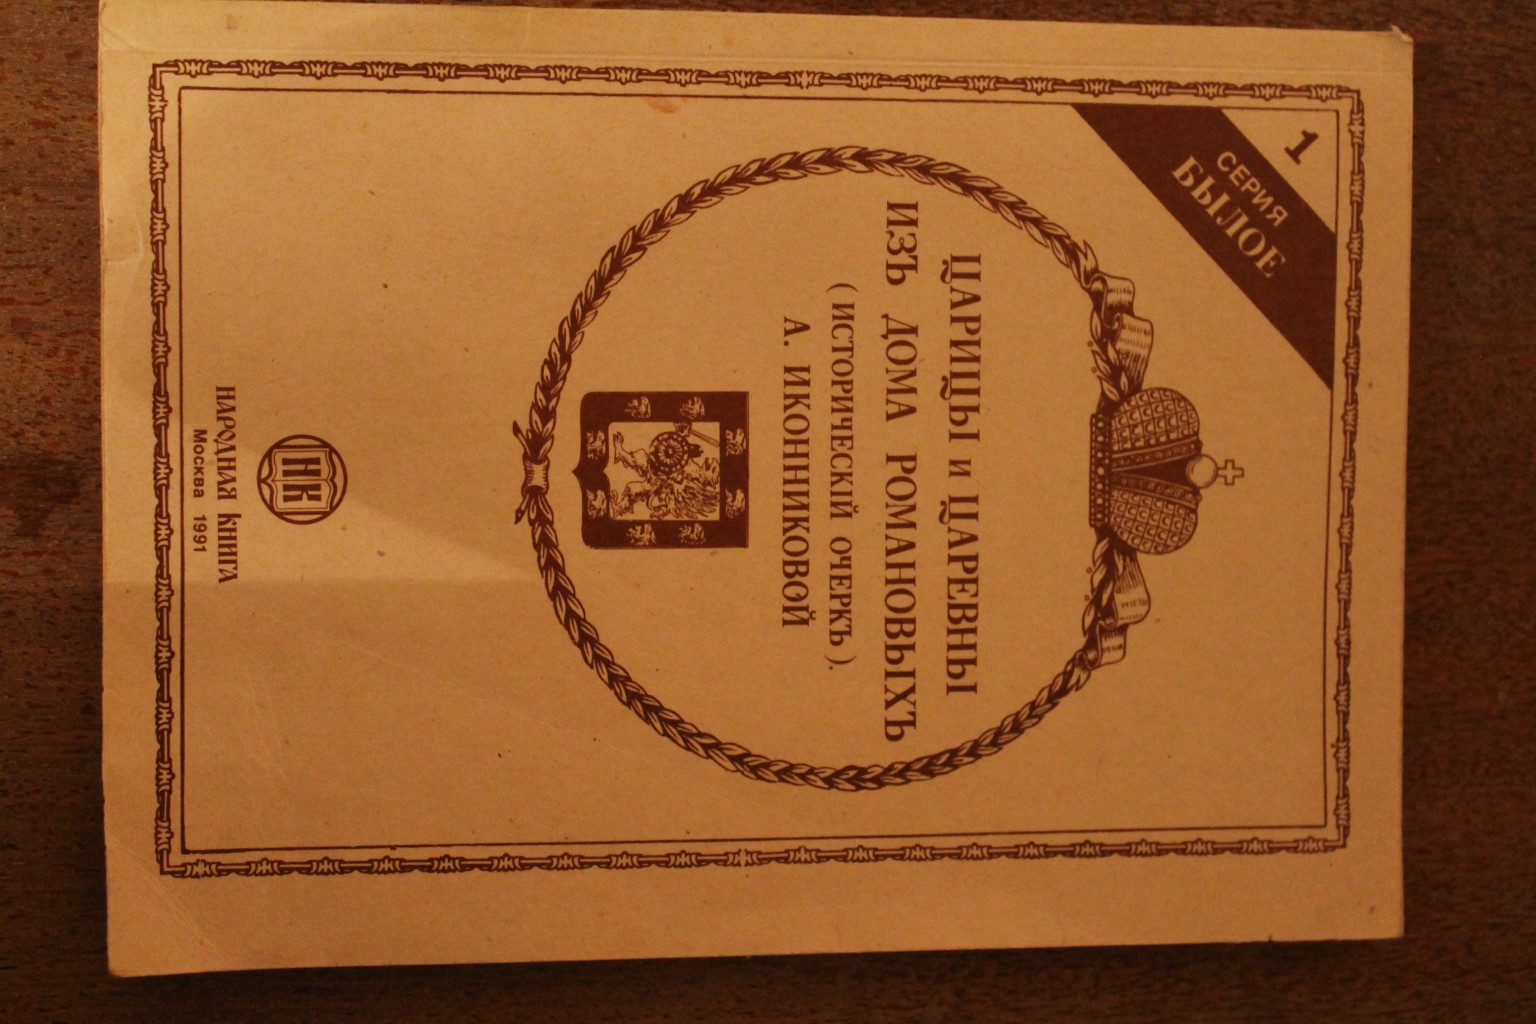 1
СЕРИЯ
БЫЛОЕ
ЦАРИЦЫ и ЦАРЕВНЫ
ИЗЪ ДОМА РОМАНОВЫХЪ
( ИСТОРИЧЕСКІЙ ОЧЕРКЪ ).
А. ИКОННИКОВОЙ
НК
НАРОДНАЯ КНИГА
Москва 1991